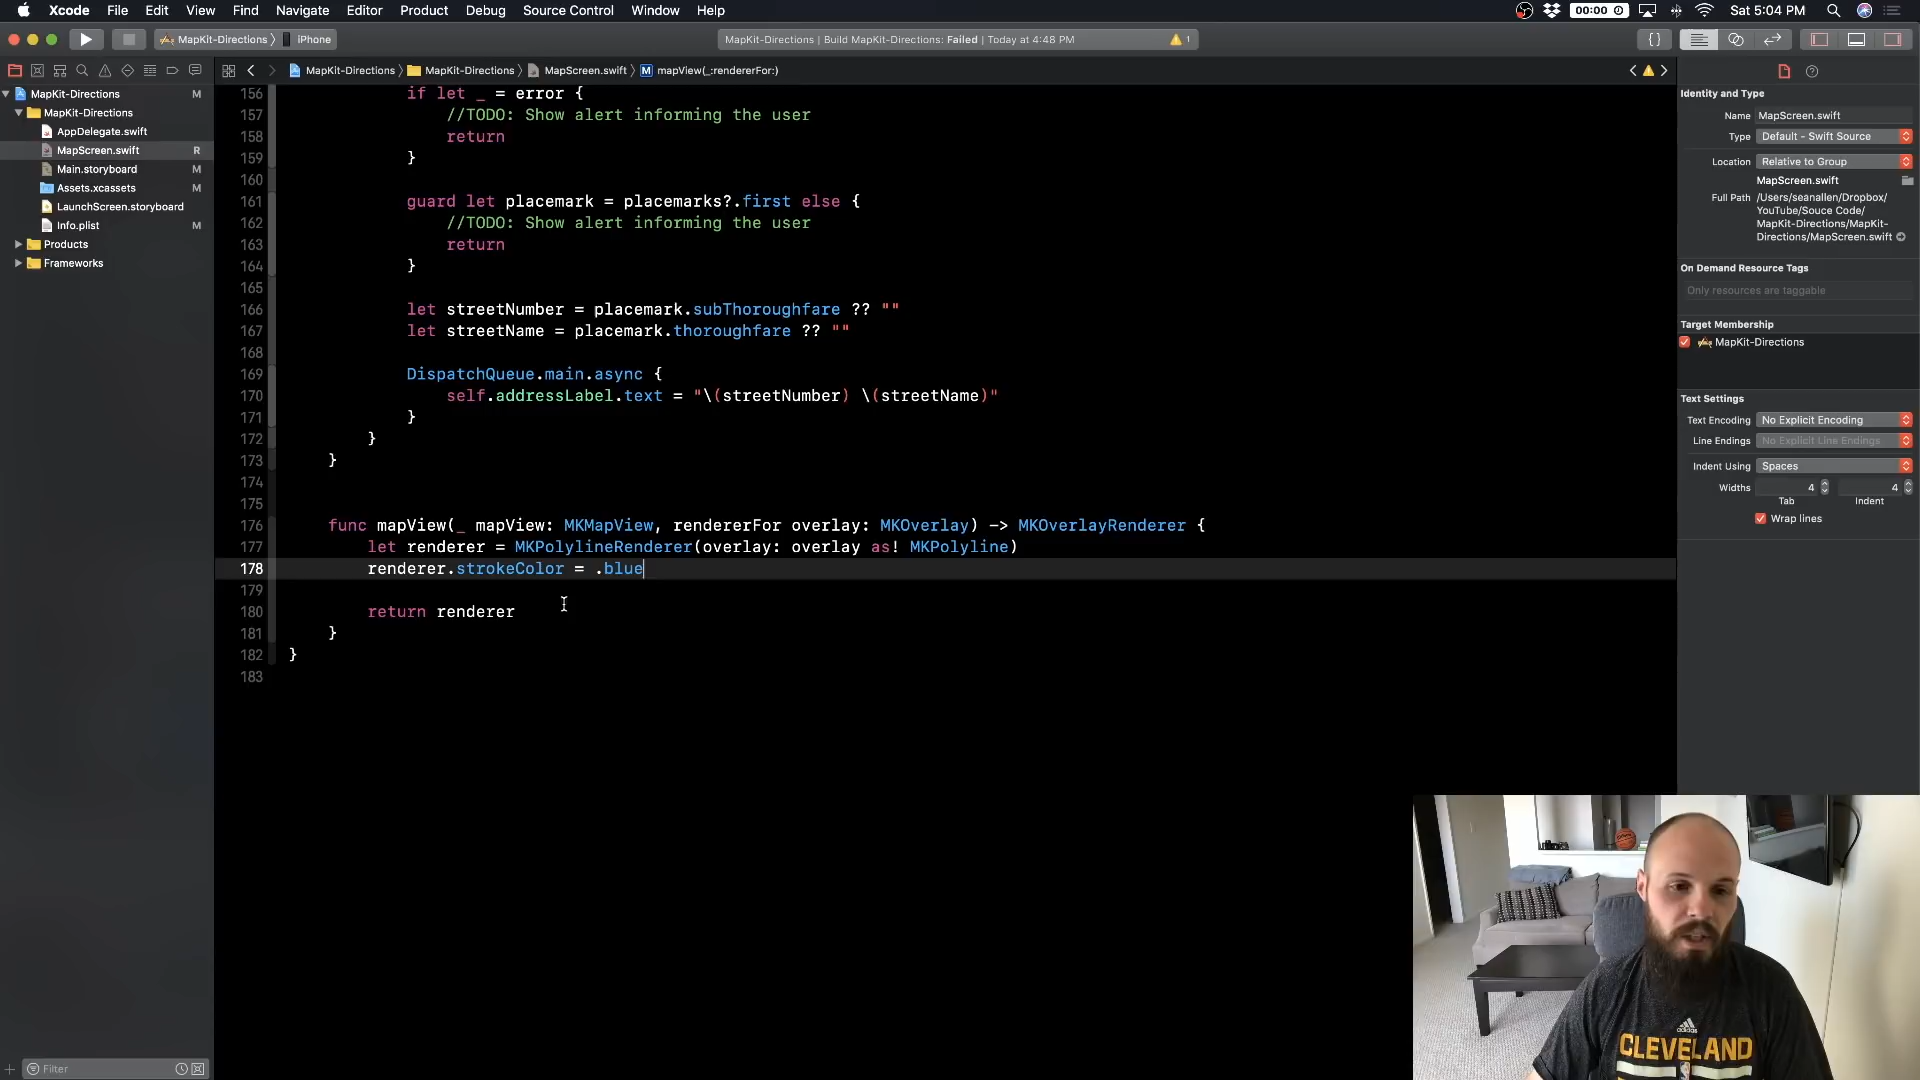 Xcode File Edit View Find Navigate Editor Product Debug Source Control Window Help 00:00 Sat 5:04 PM
MapKit-Directions iPhone MapKit-Directions | Build MapKit-Directions: Failed | Today at 4:48 PM 1
MapKit-Directions MapKit-Directions MapScreen.swift M mapView(_:rendererFor:)
MapKit-Directions M
MapKit-Directions
AppDelegate.swift
MapScreen.swift R
Main.storyboard M
Assets.xcassets M
LaunchScreen.storyboard
Info.plist M
Products
Frameworks
Filter
156 if let _ = error {
157 //TODO: Show alert informing the user
158 return
159 }
160
161 guard let placemark = placemarks?.first else {
162 //TODO: Show alert informing the user
163 return
164 }
165
166 let streetNumber = placemark.subThoroughfare ?? ""
167 let streetName = placemark.thoroughfare ?? ""
168
169 DispatchQueue.main.async {
170 self.addressLabel.text = "\(streetNumber) \(streetName)"
171 }
172 }
173 }
174
175
176 func mapView(_ mapView: MKMapView, rendererFor overlay: MKOverlay) -> MKOverlayRenderer {
177 let renderer = MKPolylineRenderer(overlay: overlay as! MKPolyline)
178 renderer.strokeColor = .blue
179
180 return renderer
181 }
182 }
183
Identity and Type
Name MapScreen.swift
Type Default - Swift Source
Location Relative to Group
MapScreen.swift
Full Path /Users/seanallen/Dropbox/
YouTube/Souce Code/
MapKit-Directions/MapKit-
Directions/MapScreen.swift
On Demand Resource Tags
Only resources are taggable
Target Membership
MapKit-Directions
Text Settings
Text Encoding No Explicit Encoding
Line Endings No Explicit Line Endings
Indent Using Spaces
Widths 4 4
Tab Indent
Wrap lines
adidas
CLEVELAND